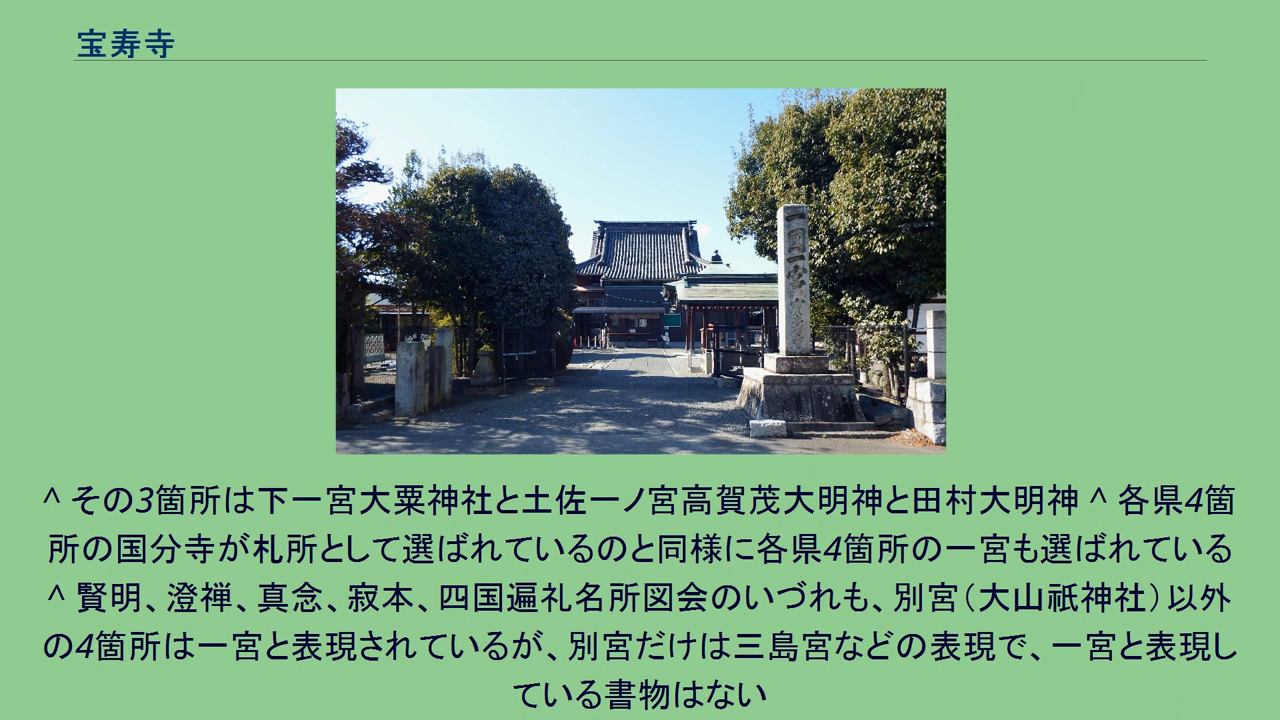 宝寿寺
一国一宮
^ その3箇所は下一宮大粟神社と土佐一ノ宮高賀茂大明神と田村大明神 ^ 各県4箇
所の国分寺が札所として選ばれているのと同様に各県4箇所の一宮も選ばれている
^ 賢明、澄禅、真念、寂本、四国遍礼名所図会のいづれも、別宮（大山祇神社）以外
の4箇所は一宮と表現されているが、別宮だけは三島宮などの表現で、一宮と表現し
ている書物はない